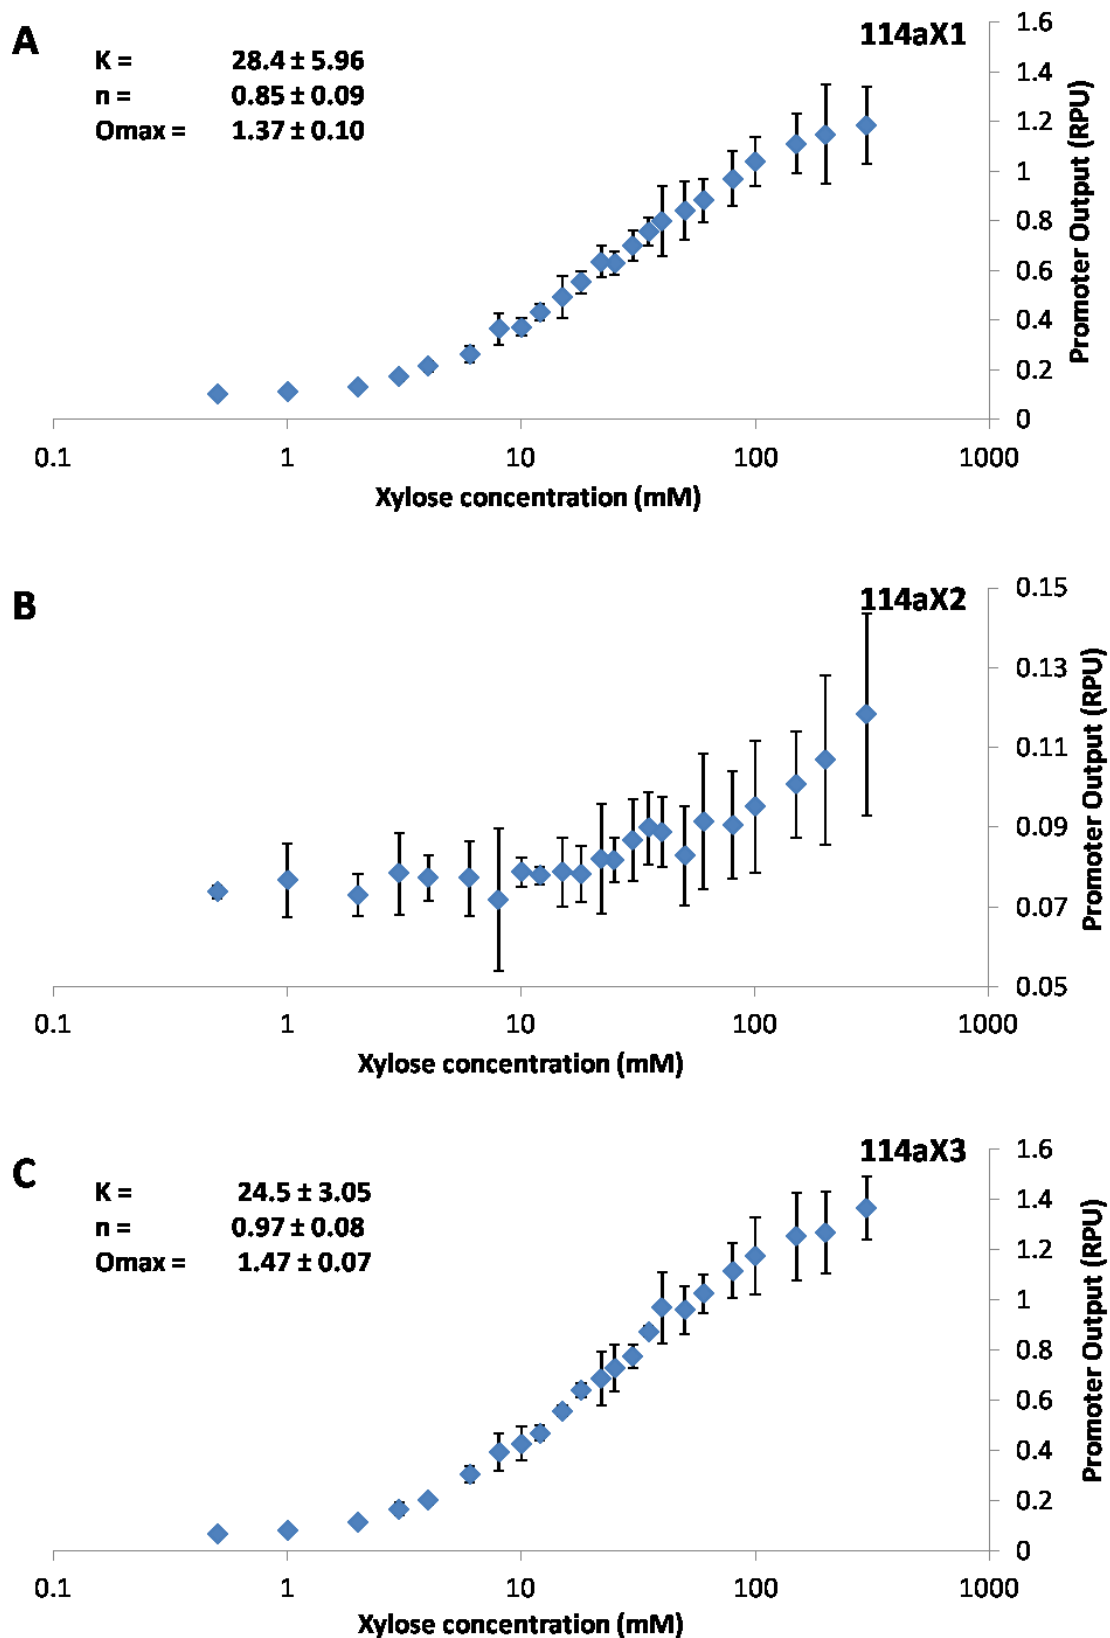 A
114aX1
K = 28.4 ± 5.96
n = 0.85 ± 0.09
Omax = 1.37 ± 0.10
1.6
1.4
1.2
1
0.8
0.6
0.4
0.2
0
Promoter Output (RPU)
0.1 1 10 100 1000
Xylose concentration (mM)
B
114aX2
0.15
0.13
0.11
0.09
0.07
0.05
Promoter Output (RPU)
0.1 1 10 100 1000
Xylose concentration (mM)
C
114aX3
K = 24.5 ± 3.05
n = 0.97 ± 0.08
Omax = 1.47 ± 0.07
1.6
1.4
1.2
1
0.8
0.6
0.4
0.2
0
Promoter Output (RPU)
0.1 1 10 100 1000
Xylose concentration (mM)